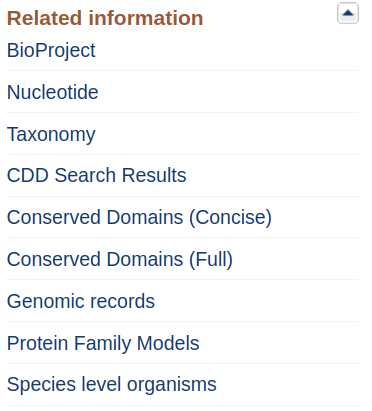 Related information
BioProject
Nucleotide
Taxonomy
CDD Search Results
Conserved Domains (Concise)
Conserved Domains (Full)
Genomic records
Protein Family Models
Species level organisms